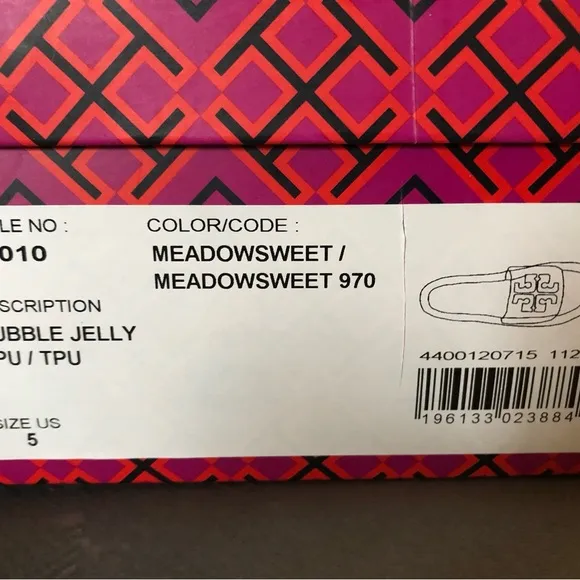 LE NO :
010
COLOR/CODE :
MEADOWSWEET /
MEADOWSWEET 970
SCRIPTION
UBBLE JELLY
PU / TPU
SIZE US
5
4400120715 112
196133 023884